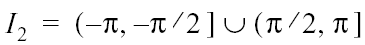 I₂ = (–π, –π/2] ∪ (π/2, π]